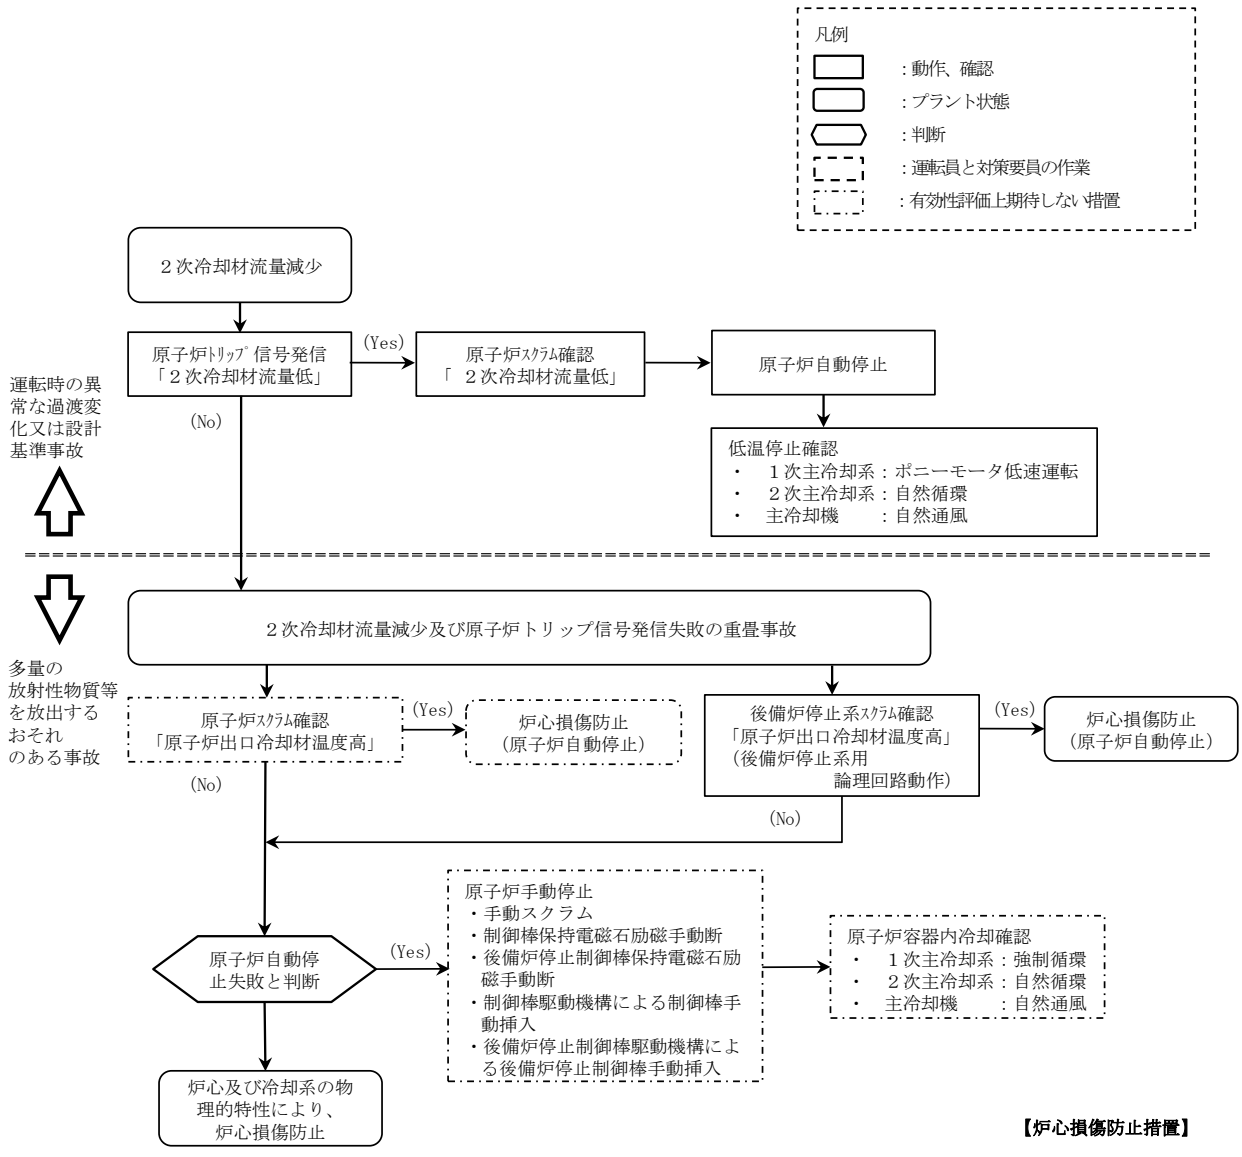 凡例
：動作、確認
：プラント状態
：判断
：運転員と対策要員の作業
：有効性評価上期待しない措置
２次冷却材流量減少
原子炉ﾄﾘｯﾌﾟ信号発信
「２次冷却材流量低」
(Yes)
原子炉ｽｸﾗﾑ確認
「 ２次冷却材流量低」
原子炉自動停止
(No)
運転時の異
常な過渡変
化又は設計
基準事故
低温停止確認
・ １次主冷却系：ポニーモータ低速運転
・ ２次主冷却系：自然循環
・ 主冷却機 ：自然通風
２次冷却材流量減少及び原子炉トリップ信号発信失敗の重畳事故
多量の
放射性物質等
を放出する
おそれ
のある事故
原子炉ｽｸﾗﾑ確認
「原子炉出口冷却材温度高」
(Yes)
炉心損傷防止
（原子炉自動停止）
後備炉停止系ｽｸﾗﾑ確認
「原子炉出口冷却材温度高」
（後備炉停止系用
論理回路動作）
(Yes)
炉心損傷防止
（原子炉自動停止）
(No)
(No)
原子炉自動停
止失敗と判断
(Yes)
原子炉手動停止
・手動スクラム
・制御棒保持電磁石励磁手動断
・後備炉停止制御棒保持電磁石励
磁手動断
・制御棒駆動機構による制御棒手
動挿入
・後備炉停止制御棒駆動機構によ
る後備炉停止制御棒手動挿入
原子炉容器内冷却確認
・ １次主冷却系：強制循環
・ ２次主冷却系：自然循環
・ 主冷却機 ：自然通風
炉心及び冷却系の物
理的特性により、
炉心損傷防止
【炉心損傷防止措置】